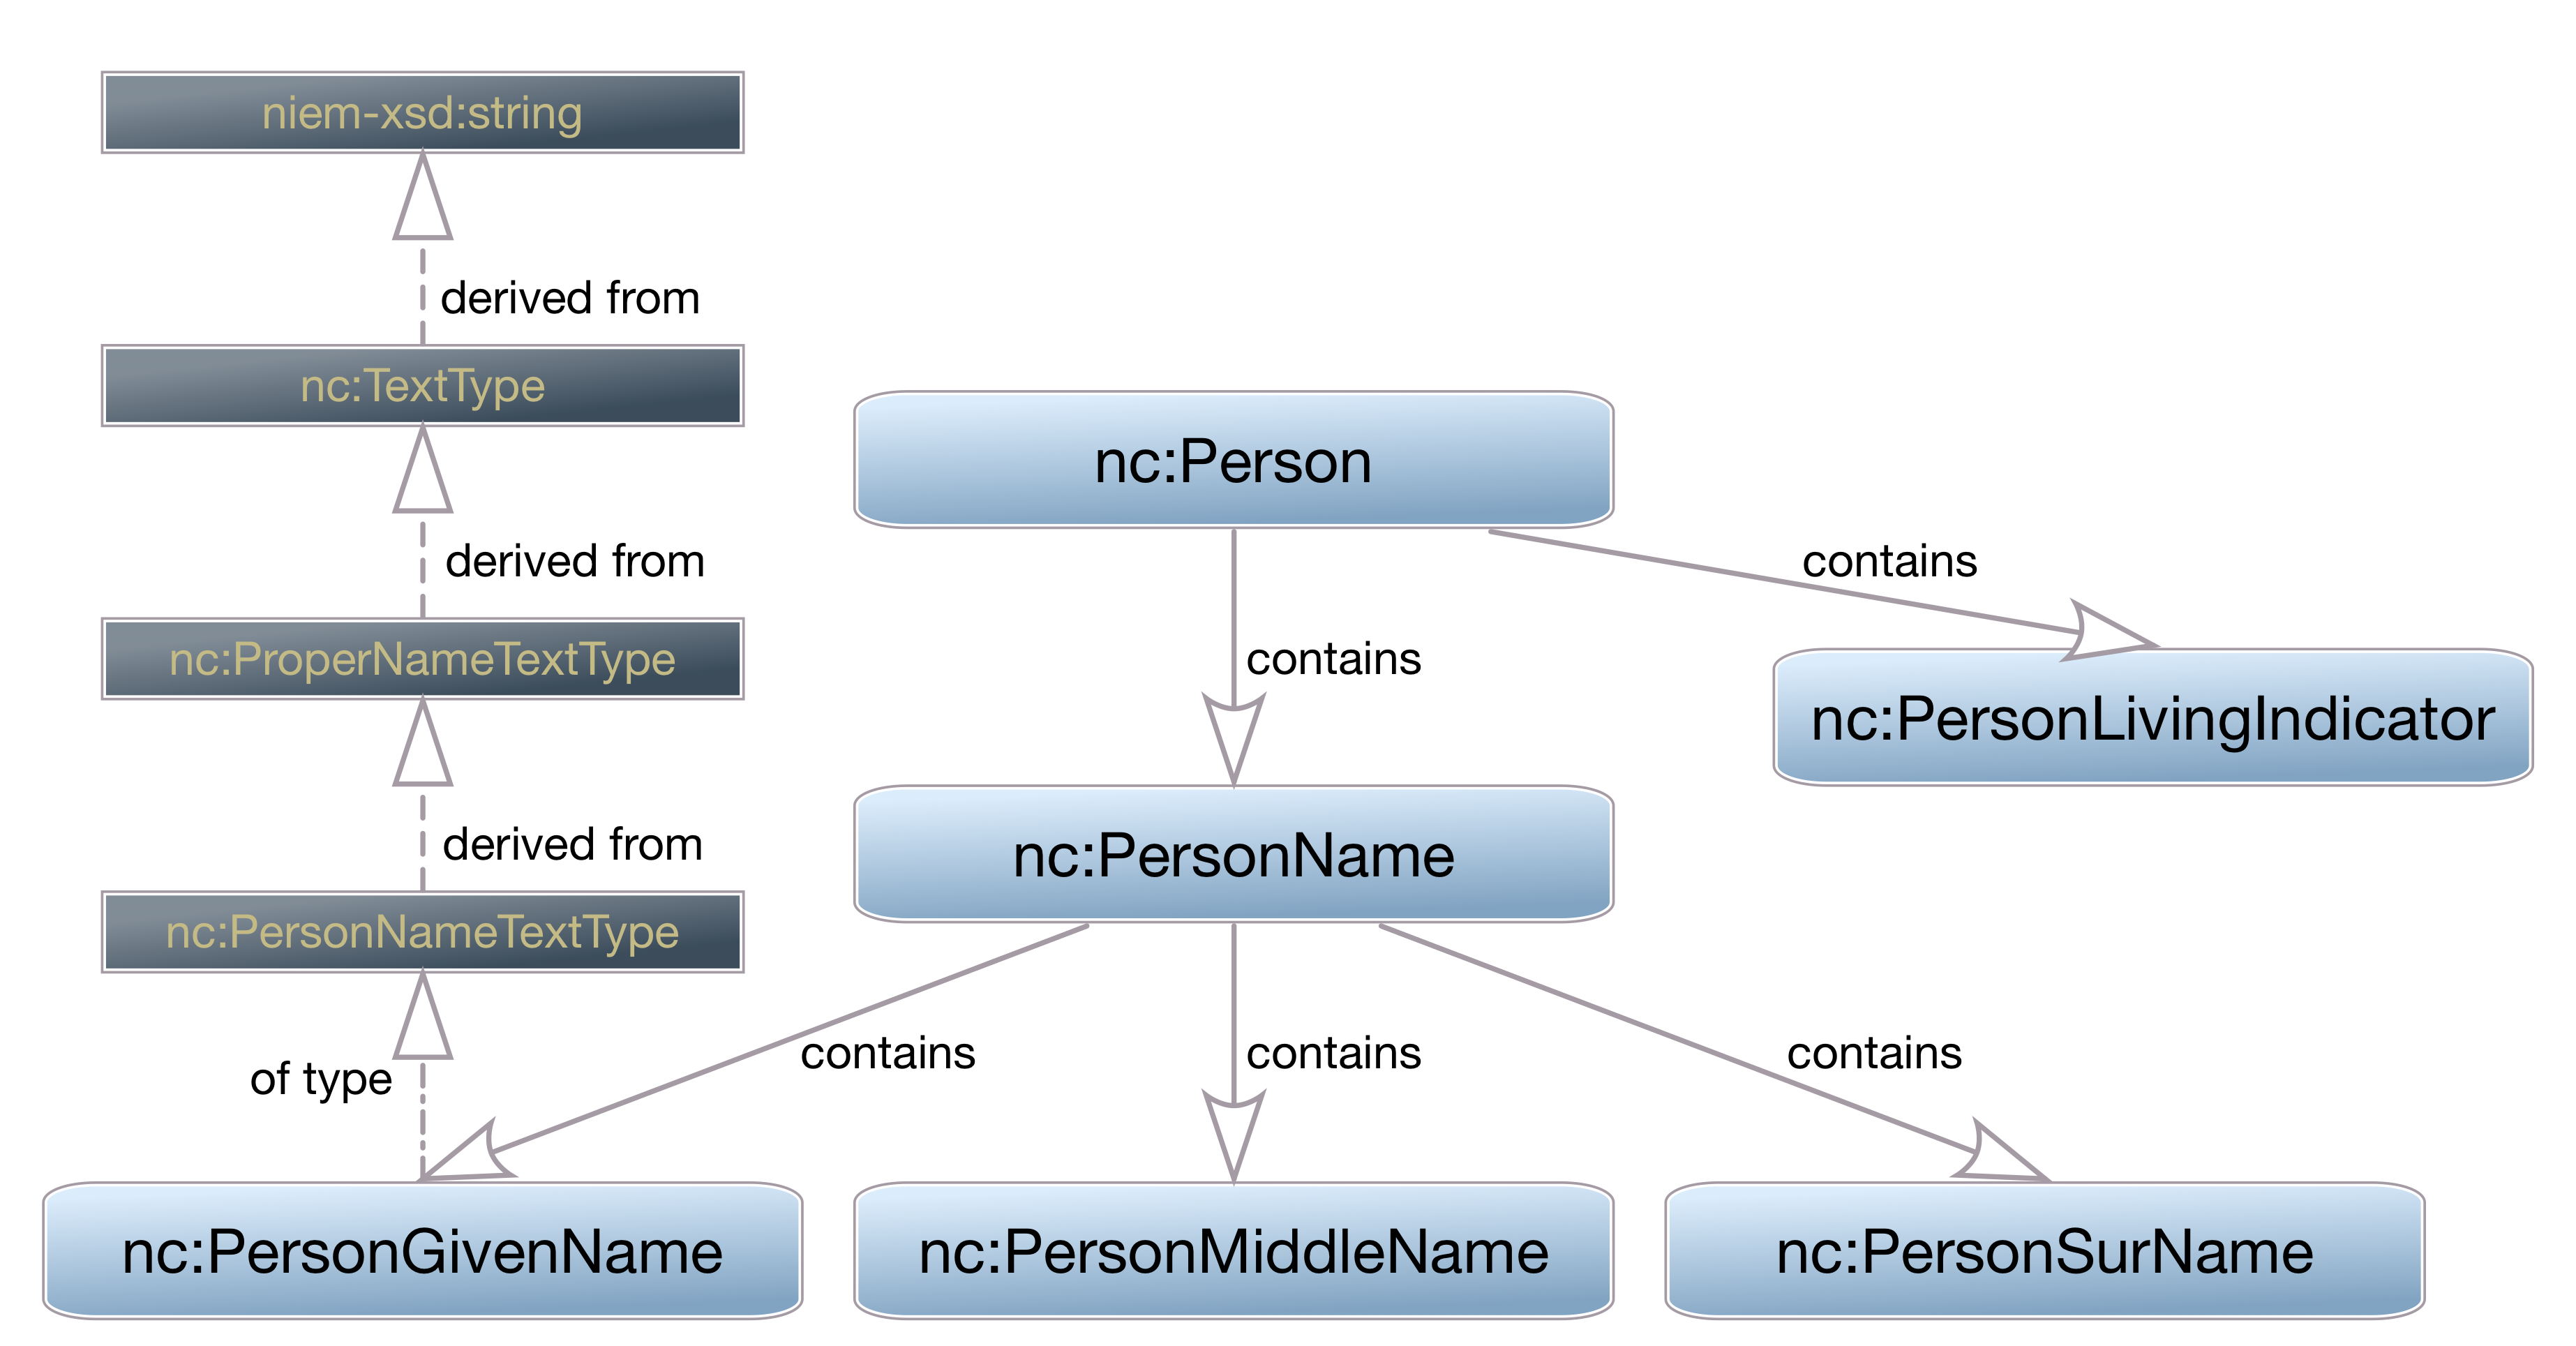 niem-xsd:string
derived from
nc:TextType
derived from
nc:ProperNameTextType
derived from
nc:PersonNameTextType
of type
nc:Person
contains
contains
nc:PersonLivingIndicator
nc:PersonName
contains
contains
contains
nc:PersonGivenName
nc:PersonMiddleName
nc:PersonSurName